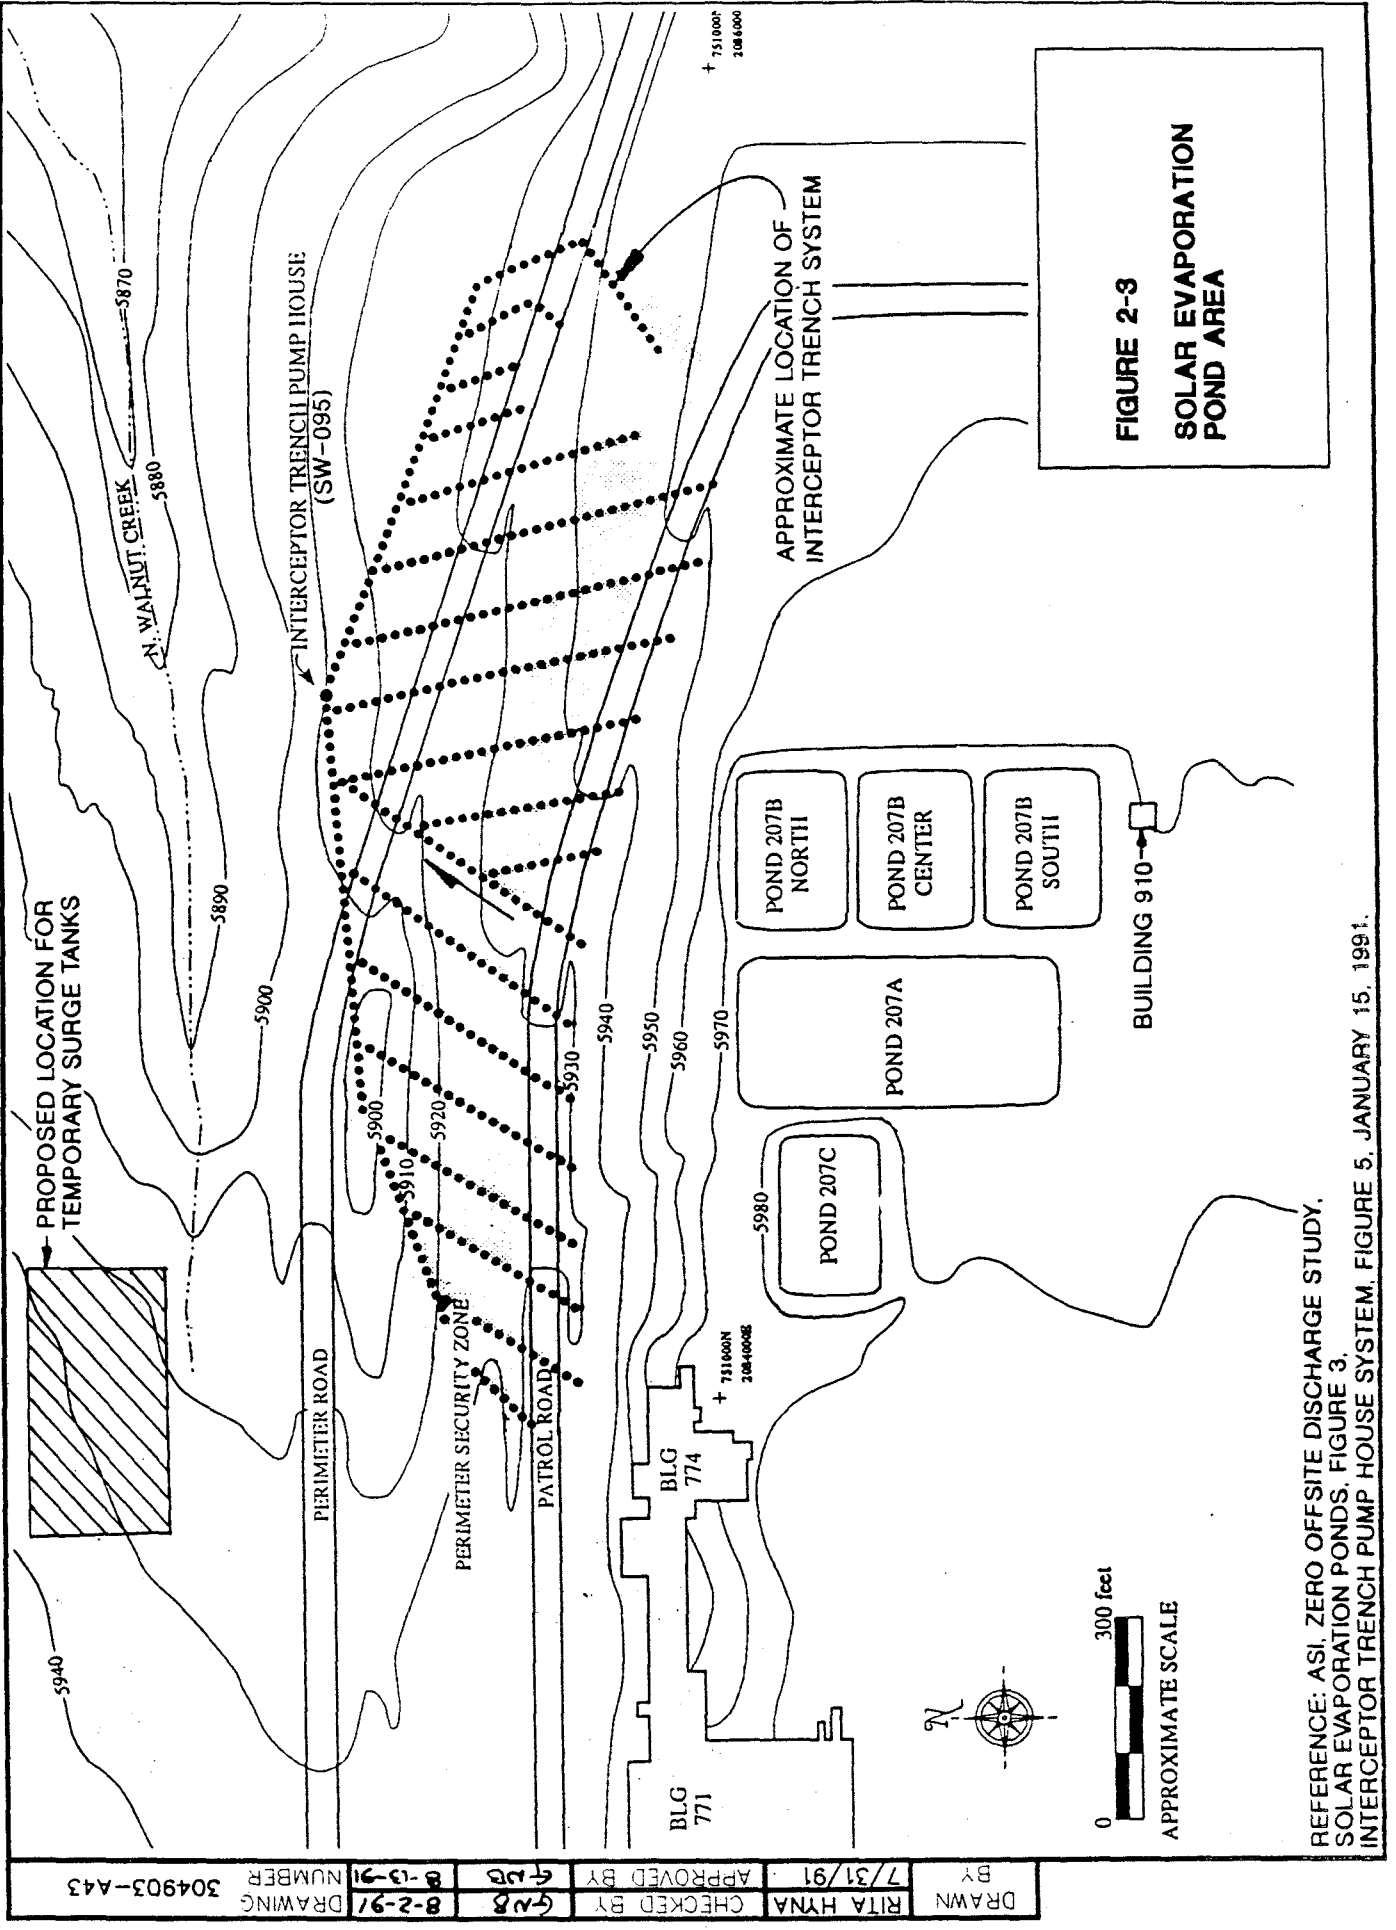 PROPOSED LOCATION FOR
TEMPORARY SURGE TANKS
N. WALNUT CREEK
5870
5880
5890
5900
5940
INTERCEPTOR TRENCH PUMP HOUSE
(SW-095)
PERIMETER ROAD
5900
5910
5920
PERIMETER SECURITY ZONE
PATROL ROAD
5930
5940
5950
5960
5970
5980
751000N
2086000
APPROXIMATE LOCATION OF
INTERCEPTOR TRENCH SYSTEM
BLG
771
BLG
774
751000N
2084000E
POND 207C
POND 207A
POND 207B
NORTH
POND 207B
CENTER
POND 207B
SOUTH
BUILDING 910
N
0
300 feet
APPROXIMATE SCALE
FIGURE 2-3
SOLAR EVAPORATION
POND AREA
REFERENCE: ASI, ZERO OFFSITE DISCHARGE STUDY,
SOLAR EVAPORATION PONDS, FIGURE 3,
INTERCEPTOR TRENCH PUMP HOUSE SYSTEM, FIGURE 5, JANUARY 15, 1991.
DRAWN
BY
RITA HYNA
7/31/91
CHECKED BY
APPROVED BY
GNB
GNB
8-2-91
8-13-91
DRAWING
NUMBER
304903-A43